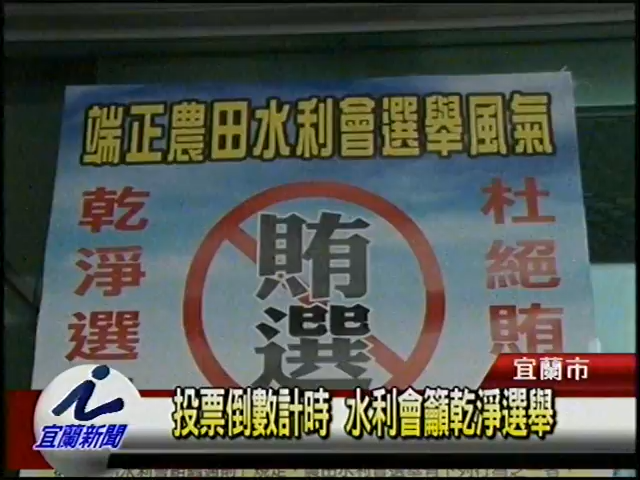 端正農田水利會選舉風氣
乾淨選
賄選
杜絕賄
宜蘭市
宜蘭新聞
投票倒數計時 水利會籲乾淨選舉